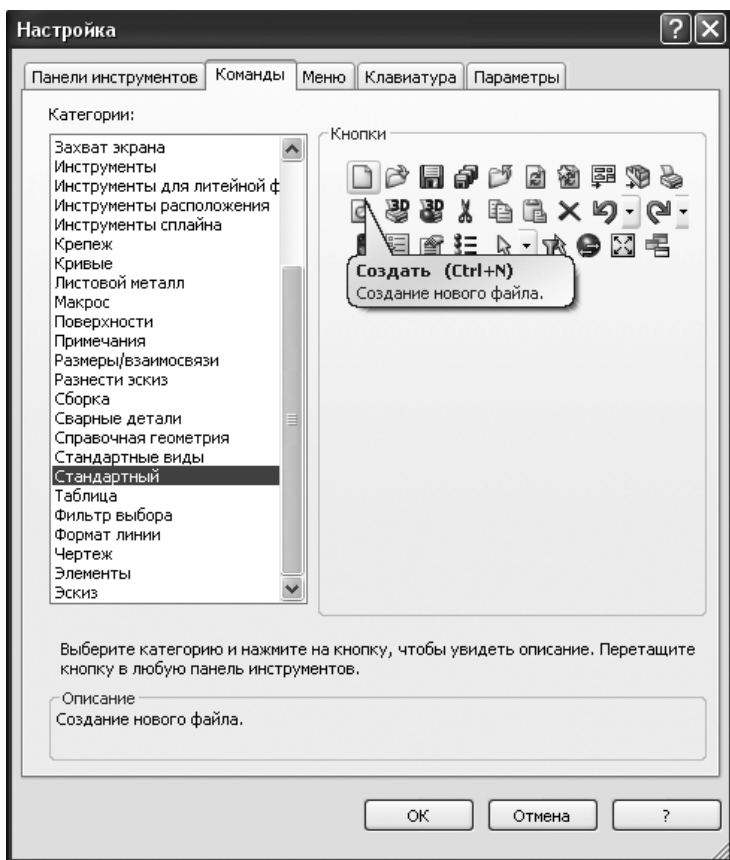 Настройка
Панели инструментов Команды Меню Клавиатура Параметры
Категории:
Захват экрана
Инструменты
Инструменты для литейной ф
Инструменты расположения
Инструменты сплайна
Крепеж
Кривые
Листовой металл
Макрос
Поверхности
Примечания
Размеры/взаимосвязи
Разнести эскиз
Сборка
Сварные детали
Справочная геометрия
Стандартные виды
Стандартный
Таблица
Фильтр выбора
Формат линии
Чертеж
Элементы
Эскиз
Кнопки
3D 3D
Создать (Ctrl+N)
Создание нового файла.
Выберите категорию и нажмите на кнопку, чтобы увидеть описание. Перетащите
кнопку в любую панель инструментов.
Описание
Создание нового файла.
ОК Отмена ?